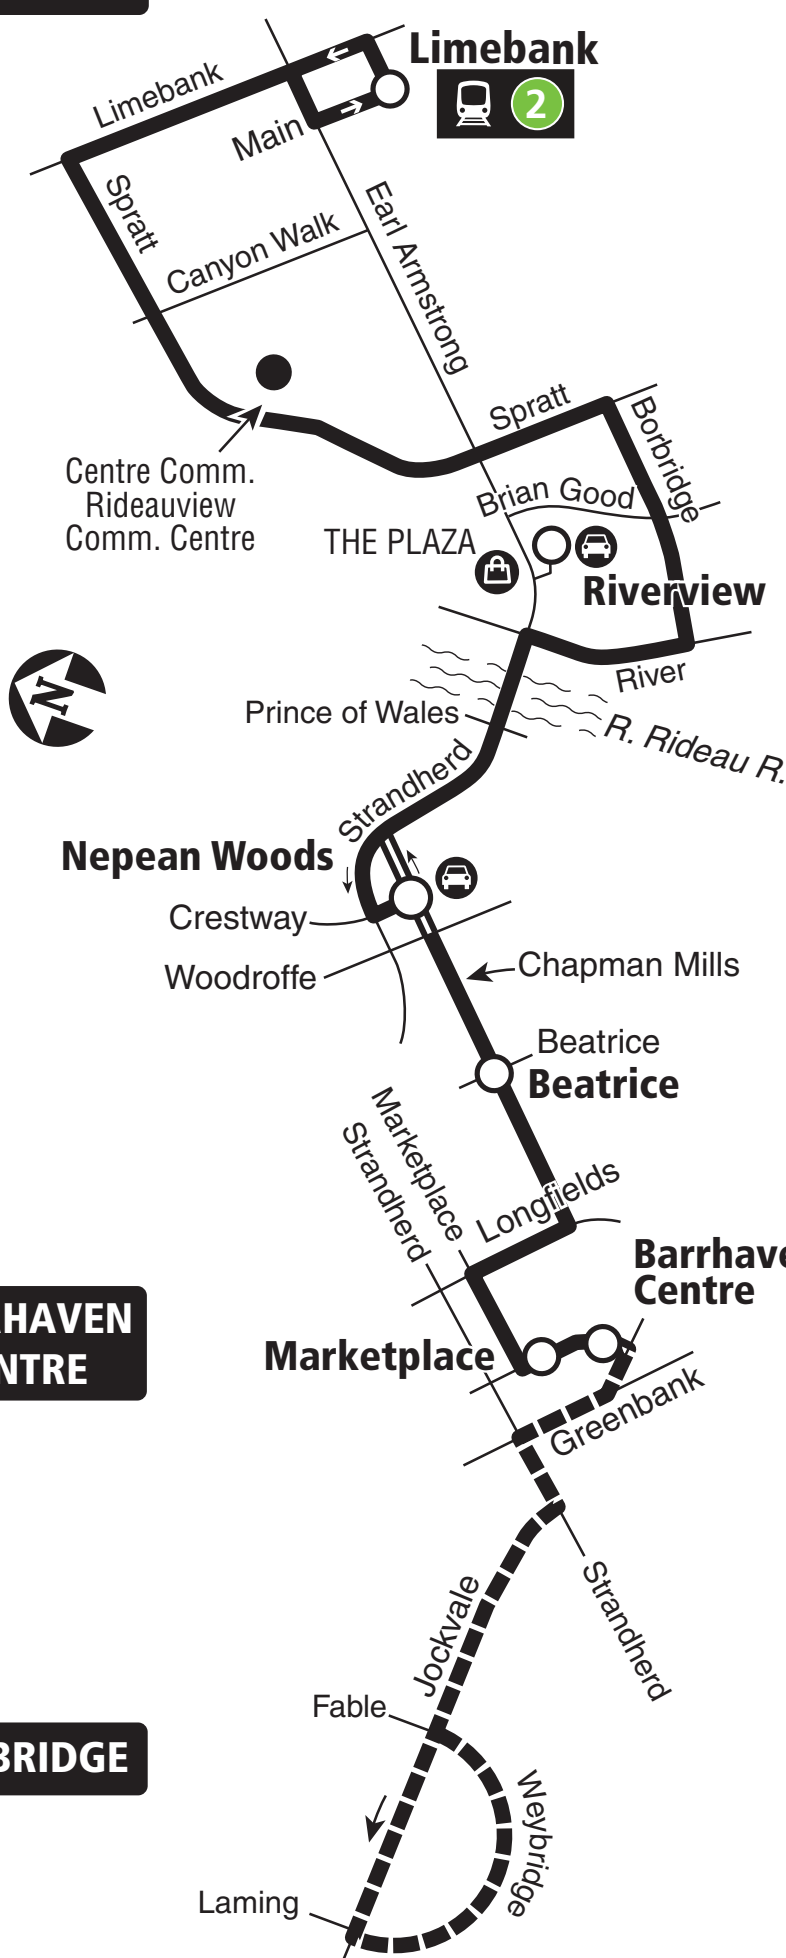 Limebank
2
Limebank
Main
Spratt
Earl Armstrong
Canyon Walk
Spratt
Borbridge
Centre Comm.
Rideauview
Comm. Centre
Brian Good
THE PLAZA
Riverview
N
River
Prince of Wales
R. Rideau R.
Strandherd
Nepean Woods
Crestway
Woodroffe
Chapman Mills
Beatrice
Beatrice
Marketplace
Strandherd
Longfields
Barrhave
Centre
HAVEN
NTRE
Marketplace
Greenbank
Strandherd
Jockvale
Fable
BRIDGE
Weybridge
Laming